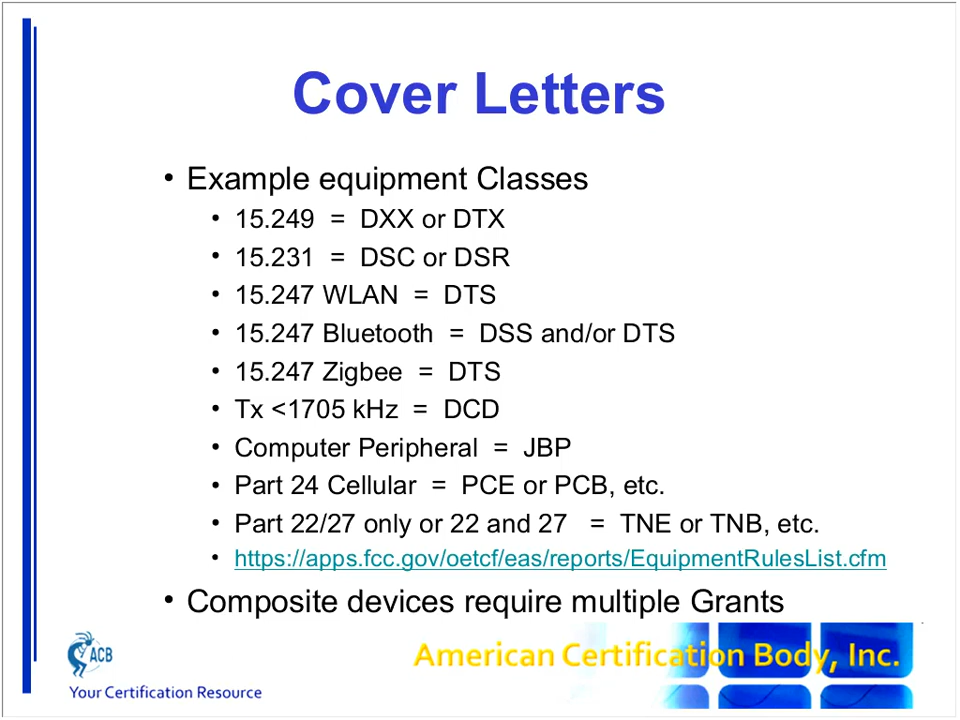 Cover Letters
• Example equipment Classes
• 15.249 = DXX or DTX
• 15.231 = DSC or DSR
• 15.247 WLAN = DTS
• 15.247 Bluetooth = DSS and/or DTS
• 15.247 Zigbee = DTS
• Tx <1705 kHz = DCD
• Computer Peripheral = JBP
• Part 24 Cellular = PCE or PCB, etc.
• Part 22/27 only or 22 and 27 = TNE or TNB, etc.
• https://apps.fcc.gov/oetcf/eas/reports/EquipmentRulesList.cfm
• Composite devices require multiple Grants
ACB
American Certification Body, Inc.
Your Certification Resource